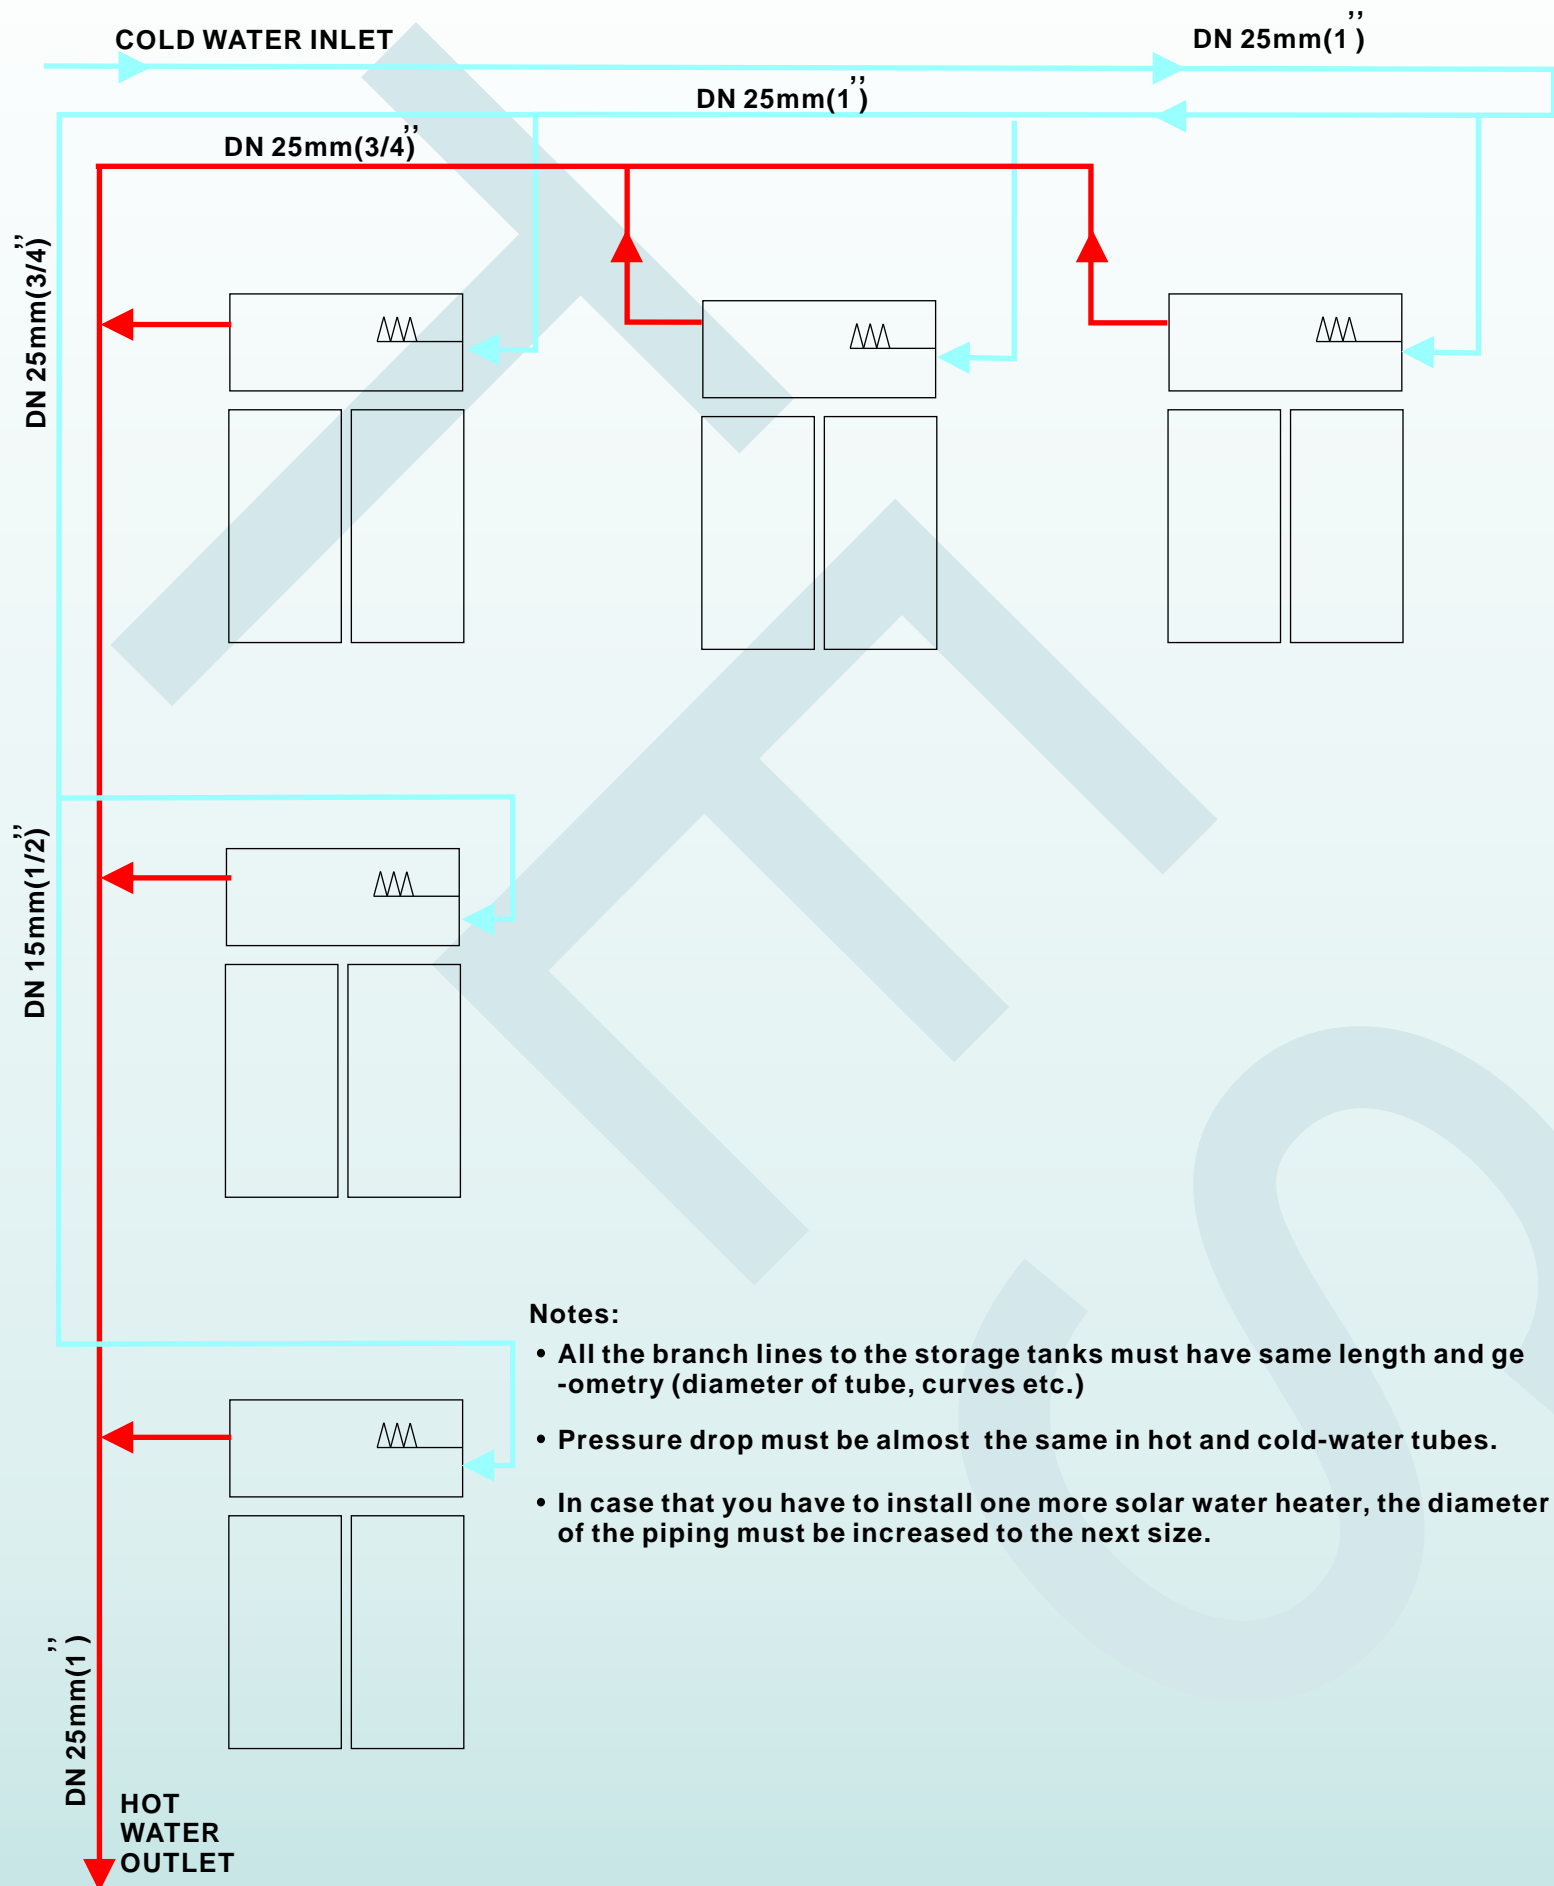 COLD WATER INLET
DN 25mm(1'')
DN 25mm(1'')
DN 25mm(3/4)''
DN 25mm(3/4)''
DN 15mm(1/2)''
Notes:
• All the branch lines to the storage tanks must have same length and ge
-ometry (diameter of tube, curves etc.)
• Pressure drop must be almost the same in hot and cold-water tubes.
• In case that you have to install one more solar water heater, the diameter
of the piping must be increased to the next size.
DN 25mm(1'')
HOT
WATER
OUTLET
TES